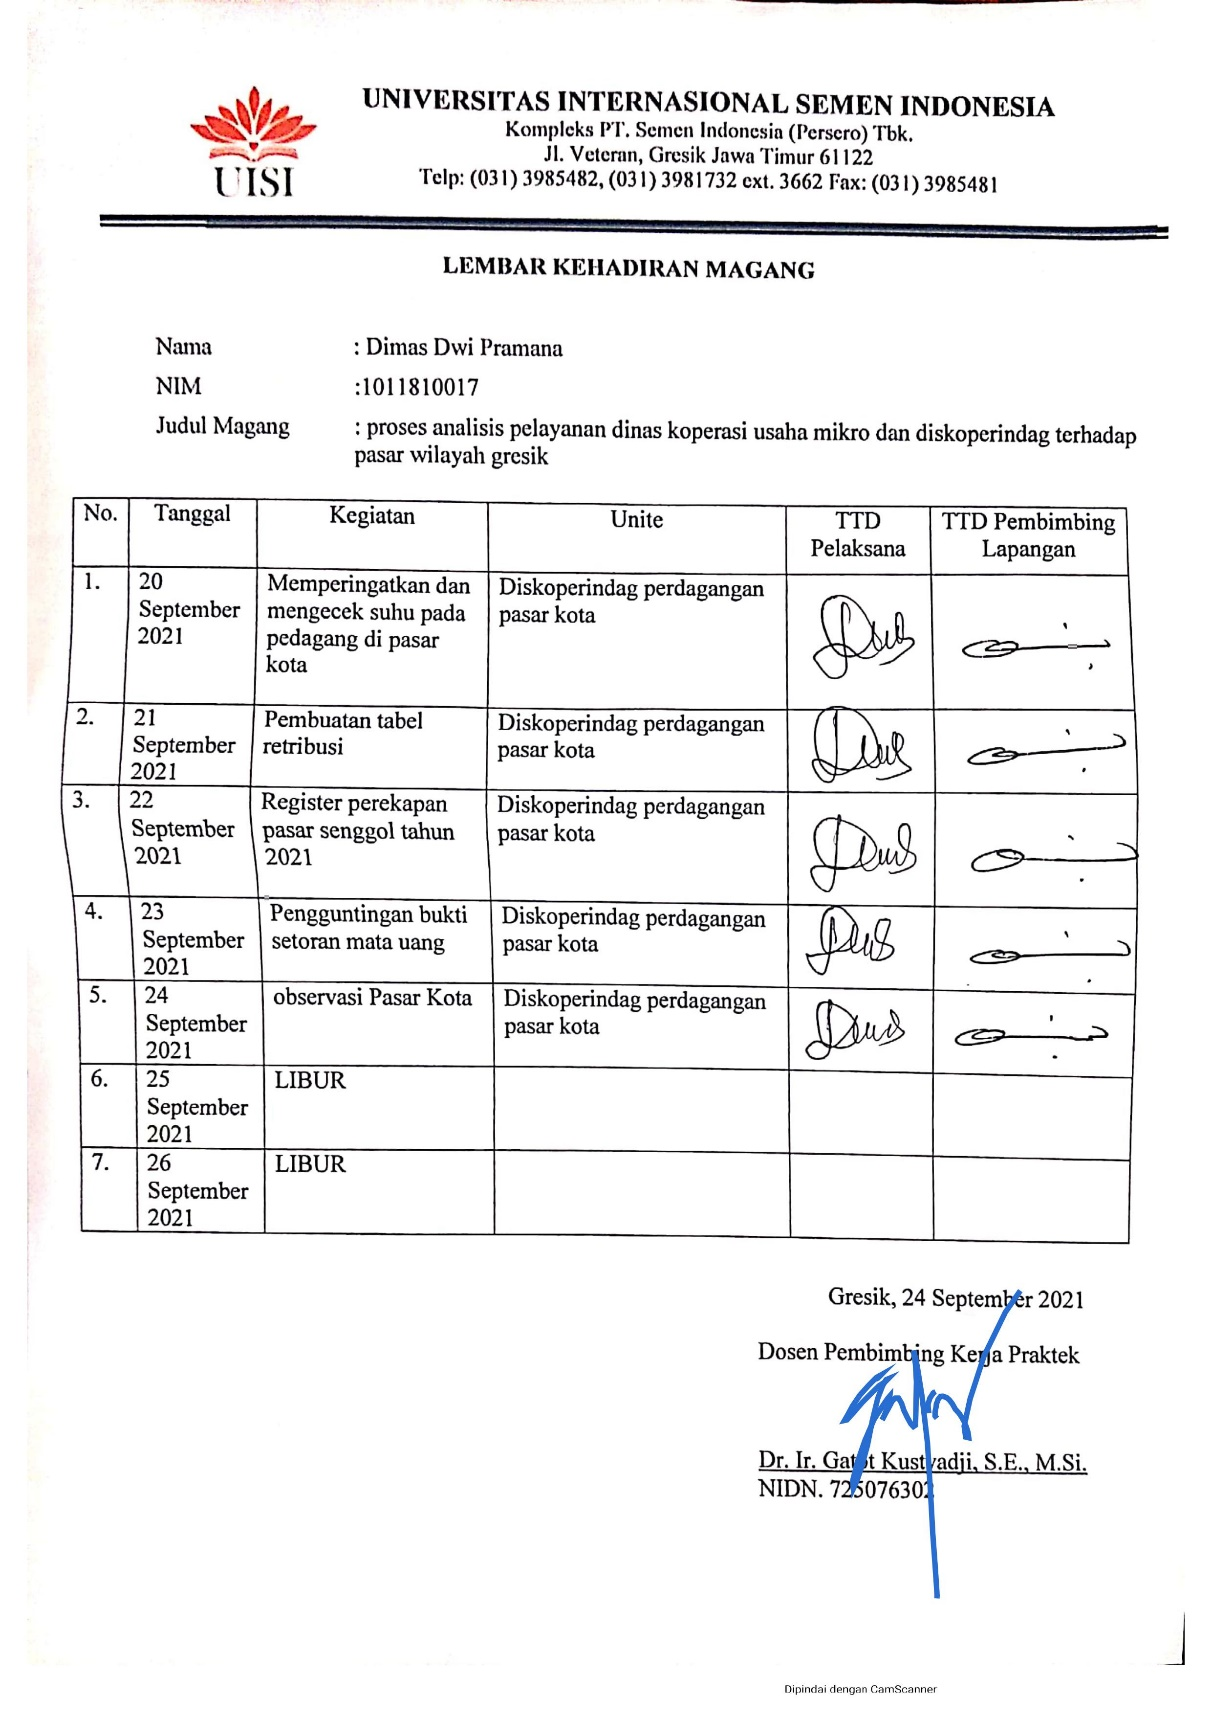 UNIVERSITAS INTERNASIONAL SEMEN INDONESIA
Kompleks PT. Semen Indonesia (Persero) Tbk.
Jl. Veteran, Gresik Jawa Timur 61122
Telp: (031) 3985482, (031) 3981732 ext. 3662 Fax: (031) 3985481
UISI
LEMBAR KEHADIRAN MAGANG
Nama : Dimas Dwi Pramana
NIM :1011810017
Judul Magang : proses analisis pelayanan dinas koperasi usaha mikro dan diskoperindag terhadap
pasar wilayah gresik
No. Tanggal Kegiatan Unite TTD Pelaksana TTD Pembimbing Lapangan
1. 20 September 2021 Memperingatkan dan mengecek suhu pada pedagang di pasar kota Diskoperindag perdagangan pasar kota
2. 21 September 2021 Pembuatan tabel retribusi Diskoperindag perdagangan pasar kota
3. 22 September 2021 Register perekapan pasar senggol tahun 2021 Diskoperindag perdagangan pasar kota
4. 23 September 2021 Pengguntingan bukti setoran mata uang Diskoperindag perdagangan pasar kota
5. 24 September 2021 observasi Pasar Kota Diskoperindag perdagangan pasar kota
6. 25 September 2021 LIBUR
7. 26 September 2021 LIBUR
Gresik, 24 September 2021
Dosen Pembimbing Kerja Praktek
Dr. Ir. Gatot Kustyadji, S.E., M.Si.
NIDN. 725076302
Dipindai dengan CamScanner